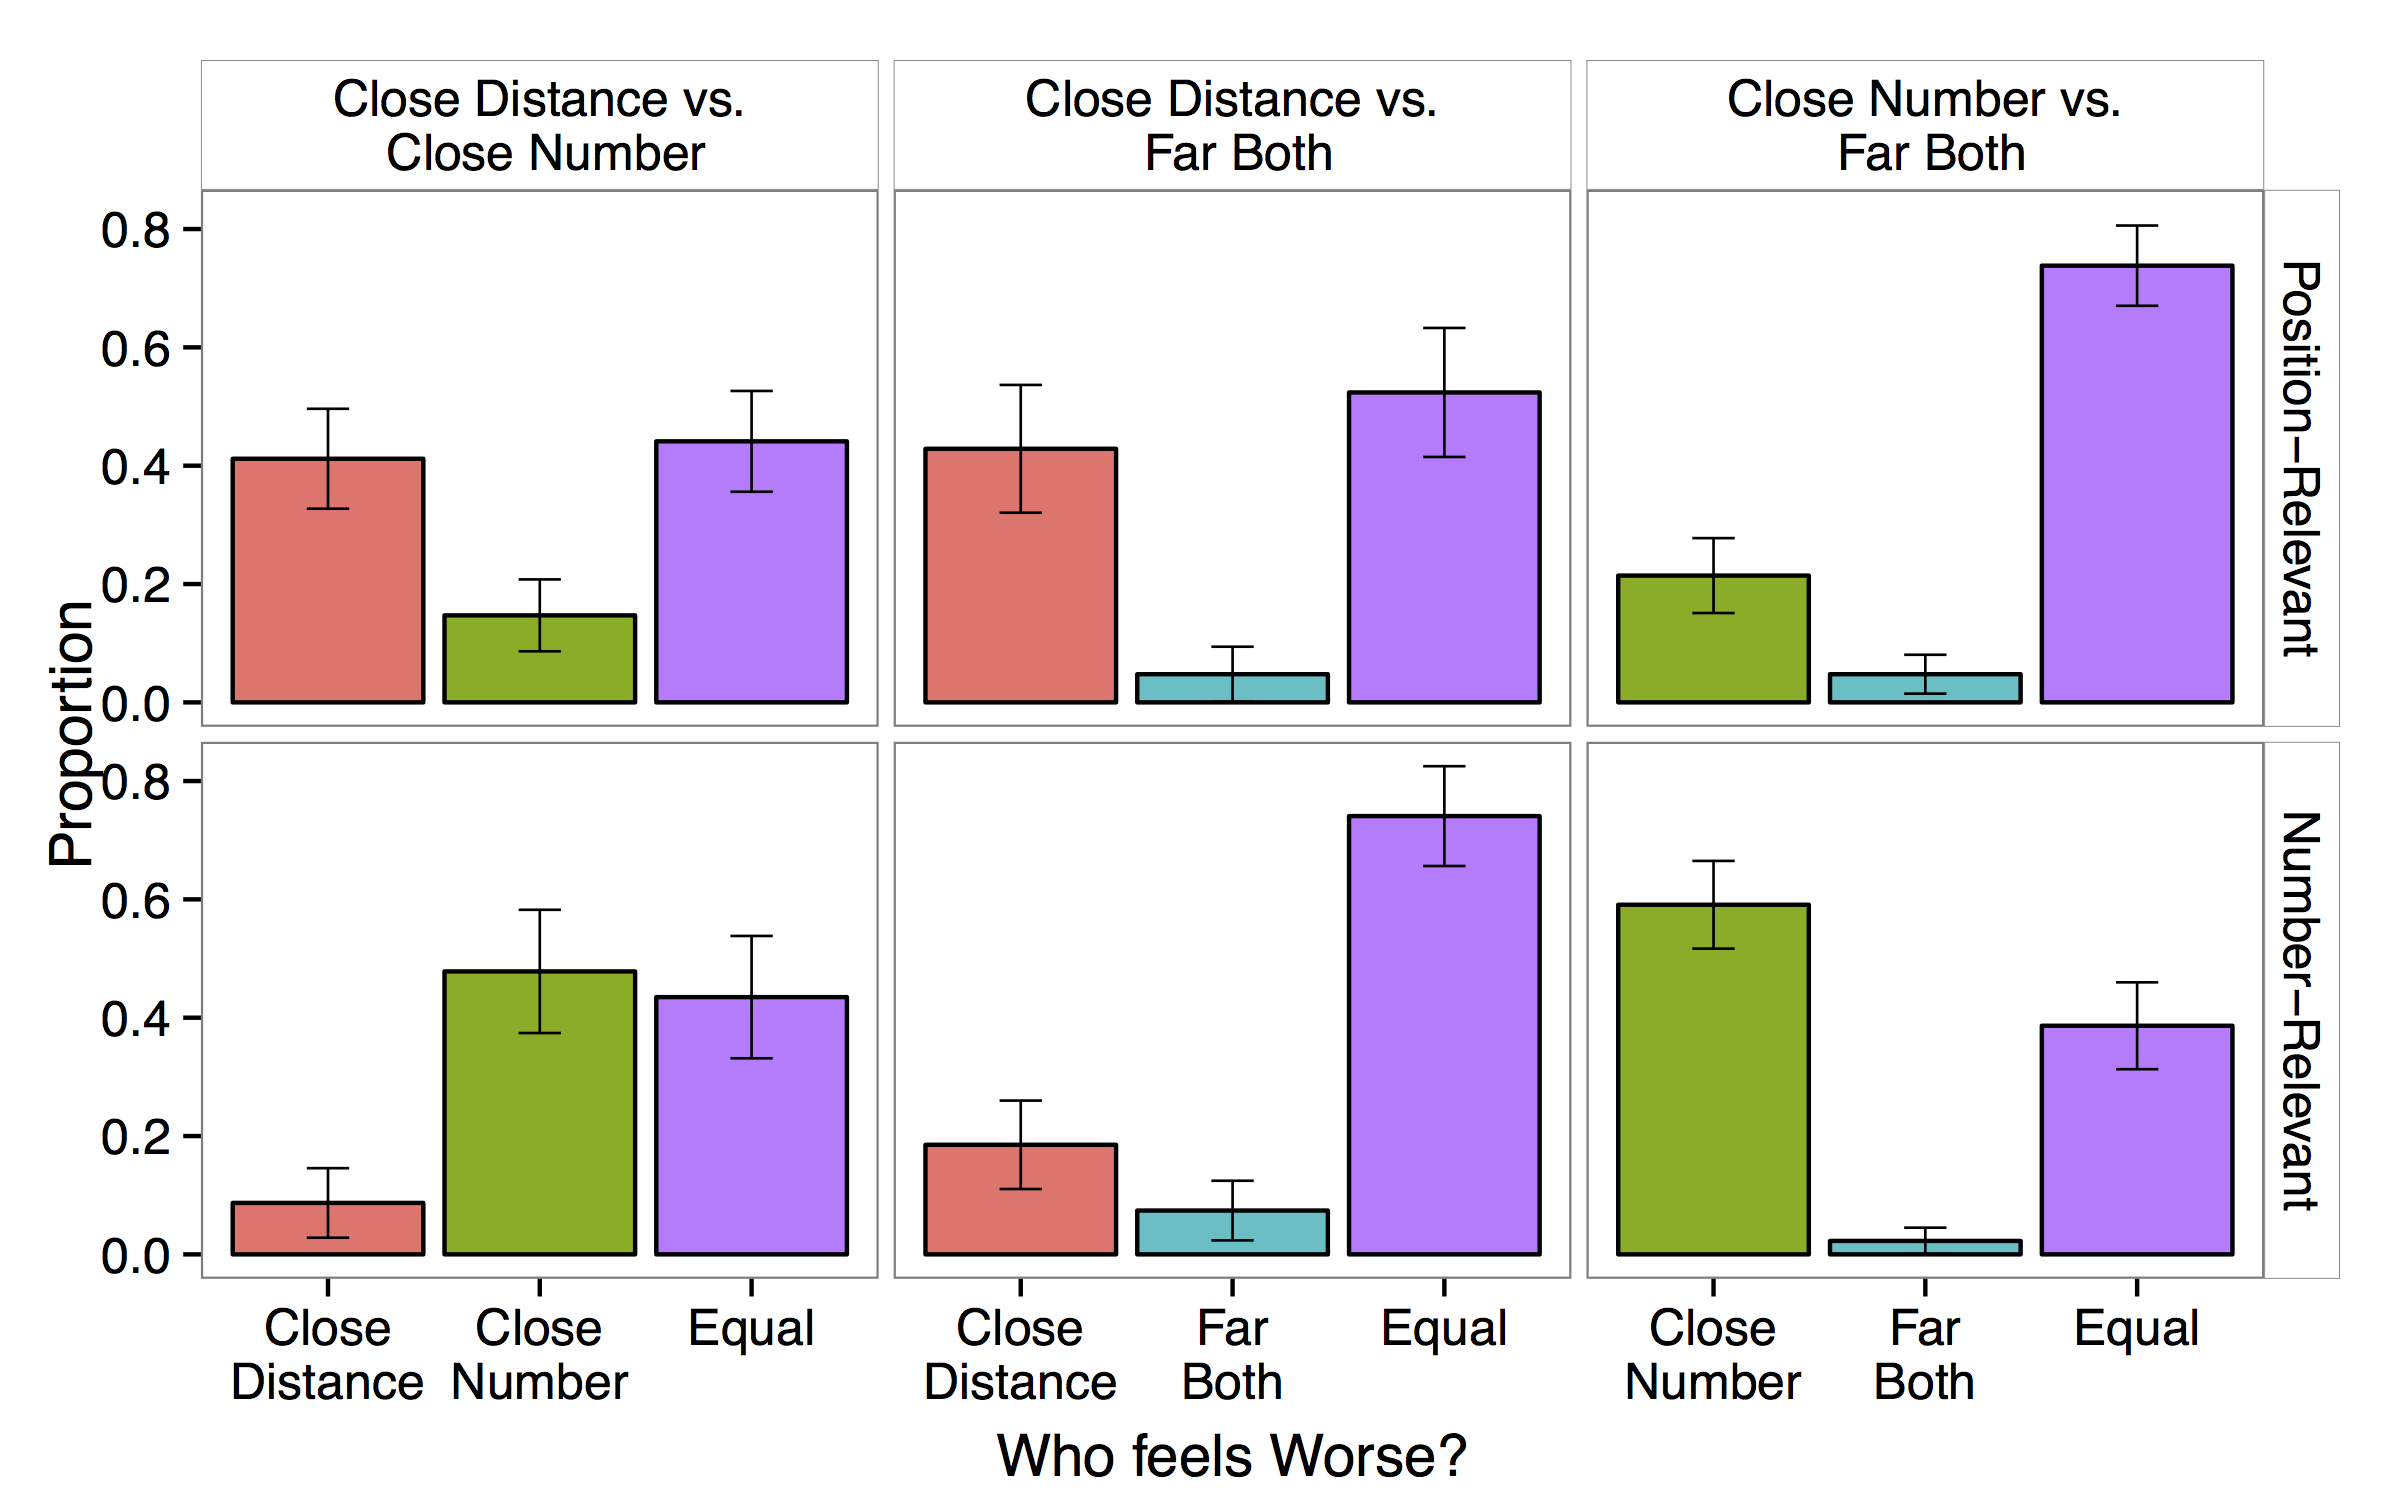 Close Distance vs.
Close Number
Close Distance vs.
Far Both
Close Number vs.
Far Both
0.8
0.6
0.4
0.2
0.0
Position-Relevant
Proportion
0.8
0.6
0.4
0.2
0.0
Number-Relevant
Close
Distance
Close
Number
Equal
Close
Distance
Far
Both
Equal
Close
Number
Far
Both
Equal
Who feels Worse?